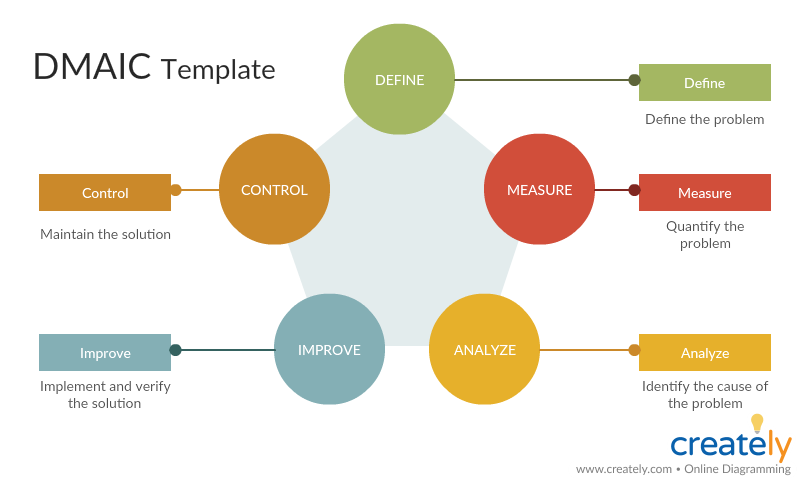 DMAIC Template
DEFINE
Define
Define the problem
CONTROL
MEASURE
Control
Maintain the solution
Measure
Quantify the
problem
IMPROVE
ANALYZE
Improve
Implement and verify
the solution
Analyze
Identify the cause of
the problem
creately
www.creately.com • Online Diagramming